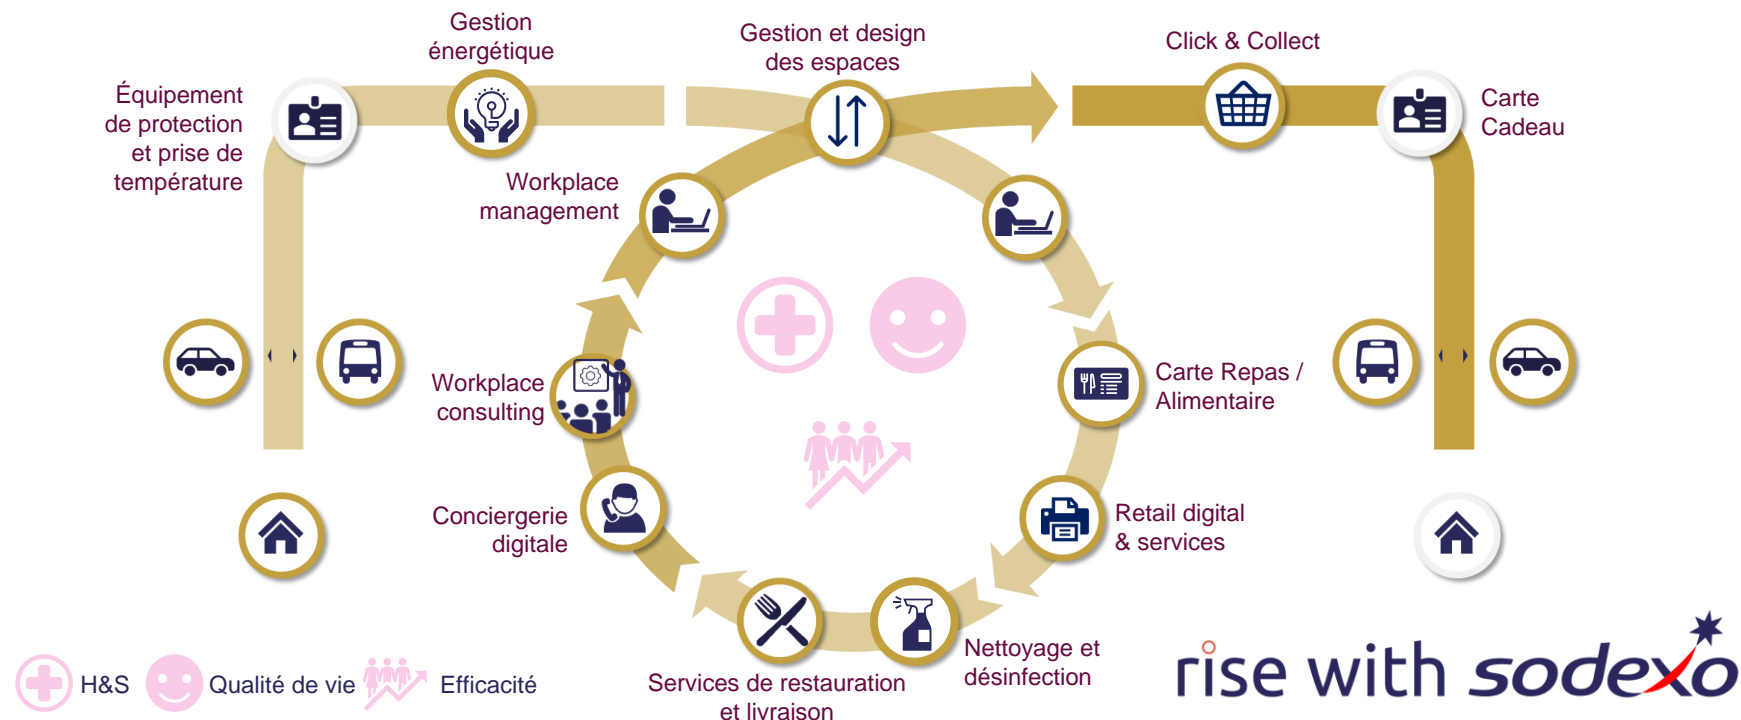 Gestion
énergétique
Gestion et design
des espaces
Click & Collect
Équipement
de protection
et prise de
température
Carte
Cadeau
Workplace
management
Workplace
consulting
Carte Repas /
Alimentaire
Conciergerie
digitale
Retail digital
& services
Nettoyage et
désinfection
Services de restauration
et livraison
H&S
Qualité de vie
Efficacité
rise with sodexo